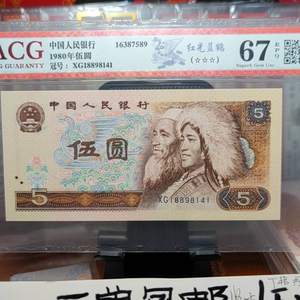 ACG
GUARANTY
中国人民银行
1980年伍圆
冠号：XG18898141
16387589
红光蓝鹤
(☆☆☆)
67
EPQ
Superb Gem Unc
中国人民银行
5
伍圆
5
5
XG18898141